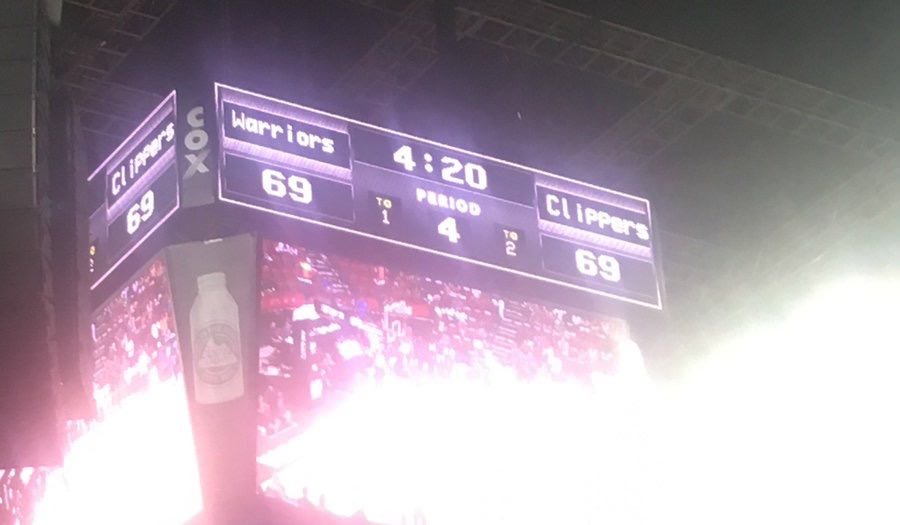 Clippers
69
COX
Warriors
69
4:20
PERIOD
4
TO
1
TO
2
Clippers
69